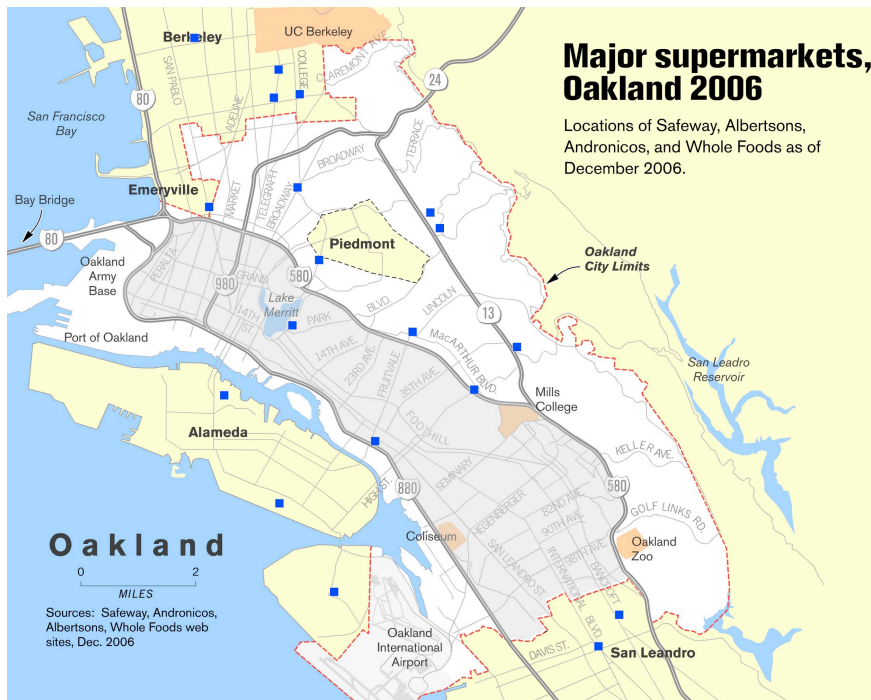 Major supermarkets,
Oakland 2006
Locations of Safeway, Albertsons,
Andronicos, and Whole Foods as of
December 2006.
UC Berkeley
Berkeley
CLAREMONT AVE.
COLLEGE
SAN PABLO
ADELINE
24
80
San Francisco
Bay
TERRACE
BROADWAY
Emeryville
MARKET
TELEGRAPH
BROADWAY
Bay Bridge
80
Piedmont
Oakland
City Limits
Oakland
Army
Base
PERALTA
GRAND
980
580
Lake
Merritt
14TH
ST.
PARK
BLVD.
LINCOLN
13
Port of Oakland
MacARTHUR BLVD.
14TH AVE.
23RD AVE.
FRUITVALE
35TH AVE.
San Leadro
Reservoir
Mills
College
Alameda
FOOTHILL
KELLER AVE.
HIGH ST.
880
SEMINARY
580
HEGENBERGER
82ND AVE.
90TH AVE.
98TH AVE.
GOLF LINKS RD.
Coliseum
SAN LEANDRO ST.
INTERNATIONAL BLVD.
BANCROFT
Oakland
Zoo
Oakland
0 2
MILES
Sources: Safeway, Andronicos,
Albertsons, Whole Foods web
sites, Dec. 2006
Oakland
International
Airport
DAVIS ST.
San Leandro